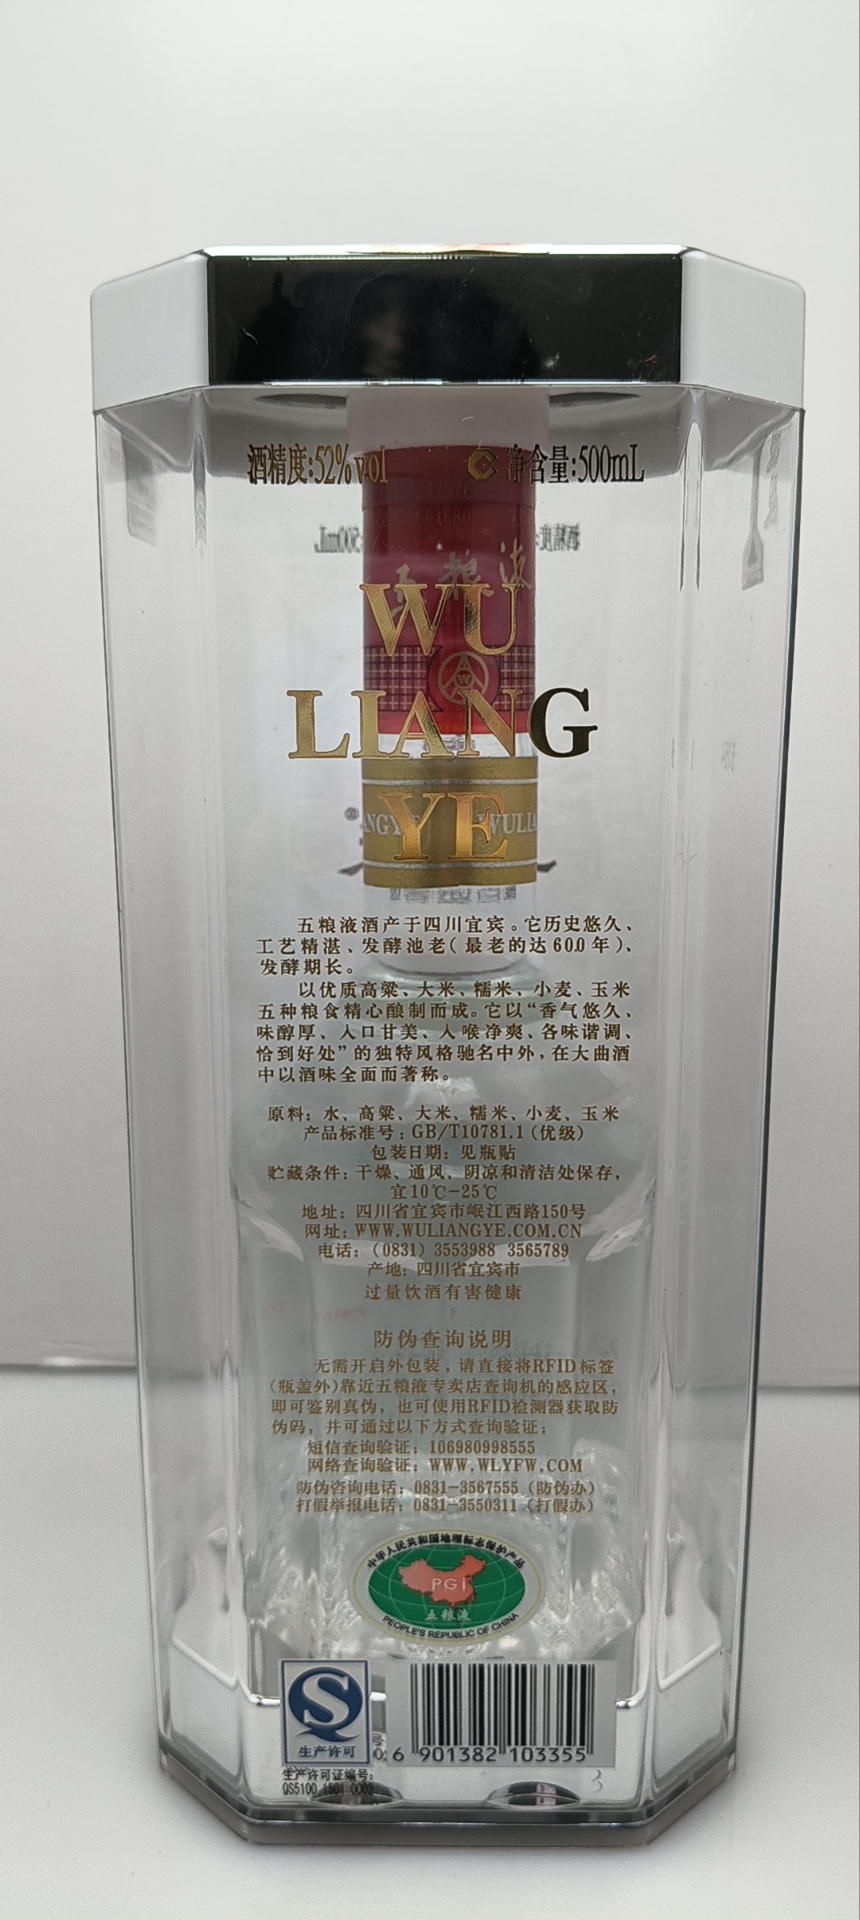 酒精度:52%vol
净含量:500mL
五粮液
WU
LIANG
YE
五粮液酒产于四川宜宾。它历史悠久、
工艺精湛、发酵池老(最老的达600年)、
发酵期长。
以优质高粱、大米、糯米、小麦、玉米
五种粮食精心酿制而成。它以“香气悠久、
味醇厚、入口甘美、入喉净爽、各味谐调、
恰到好处”的独特风格驰名中外,在大曲酒
中以酒味全面而著称。
原料:水、高粱、大米、糯米、小麦、玉米
产品标准号:GB/T10781.1(优级)
包装日期:见瓶贴
贮藏条件:干燥、通风、阴凉和清洁处保存,
宜10℃-25℃
地址:四川省宜宾市岷江西路150号
网址:WWW.WULIANGYE.COM.CN
电话:(0831) 3553988 3565789
产地:四川省宜宾市
过量饮酒有害健康
防伪查询说明
无需开启外包装,请直接将RFID标签
(瓶盖外)靠近五粮液专卖店查询机的感应区,
即可鉴别真伪,也可使用RFID检测器获取防
伪码,并可通过以下方式查询验证:
短信查询验证:106980998555
网络查询验证:WWW.WLYFW.COM
防伪咨询电话:0831-3567555(防伪办)
打假举报电话:0831-3550311(打假办)
中华人民共和国地理标志保护产品
PGI
五粮液
PEOPLE'S REPUBLIC OF CHINA
生产许可
6 901382 103355
生产许可证编号:
QS5100 1501 0002
3